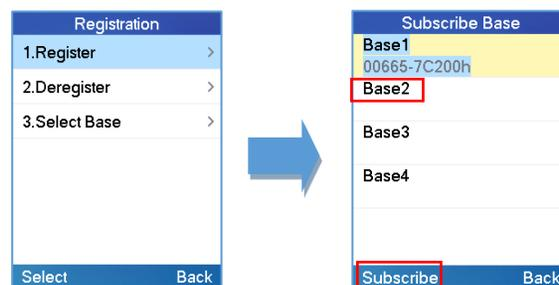 Registration
1.Register
2.Deregister
3.Select Base
Select Back
Subscribe Base
Base1
00665-7C200h
Base2
Base3
Base4
Subscribe Back